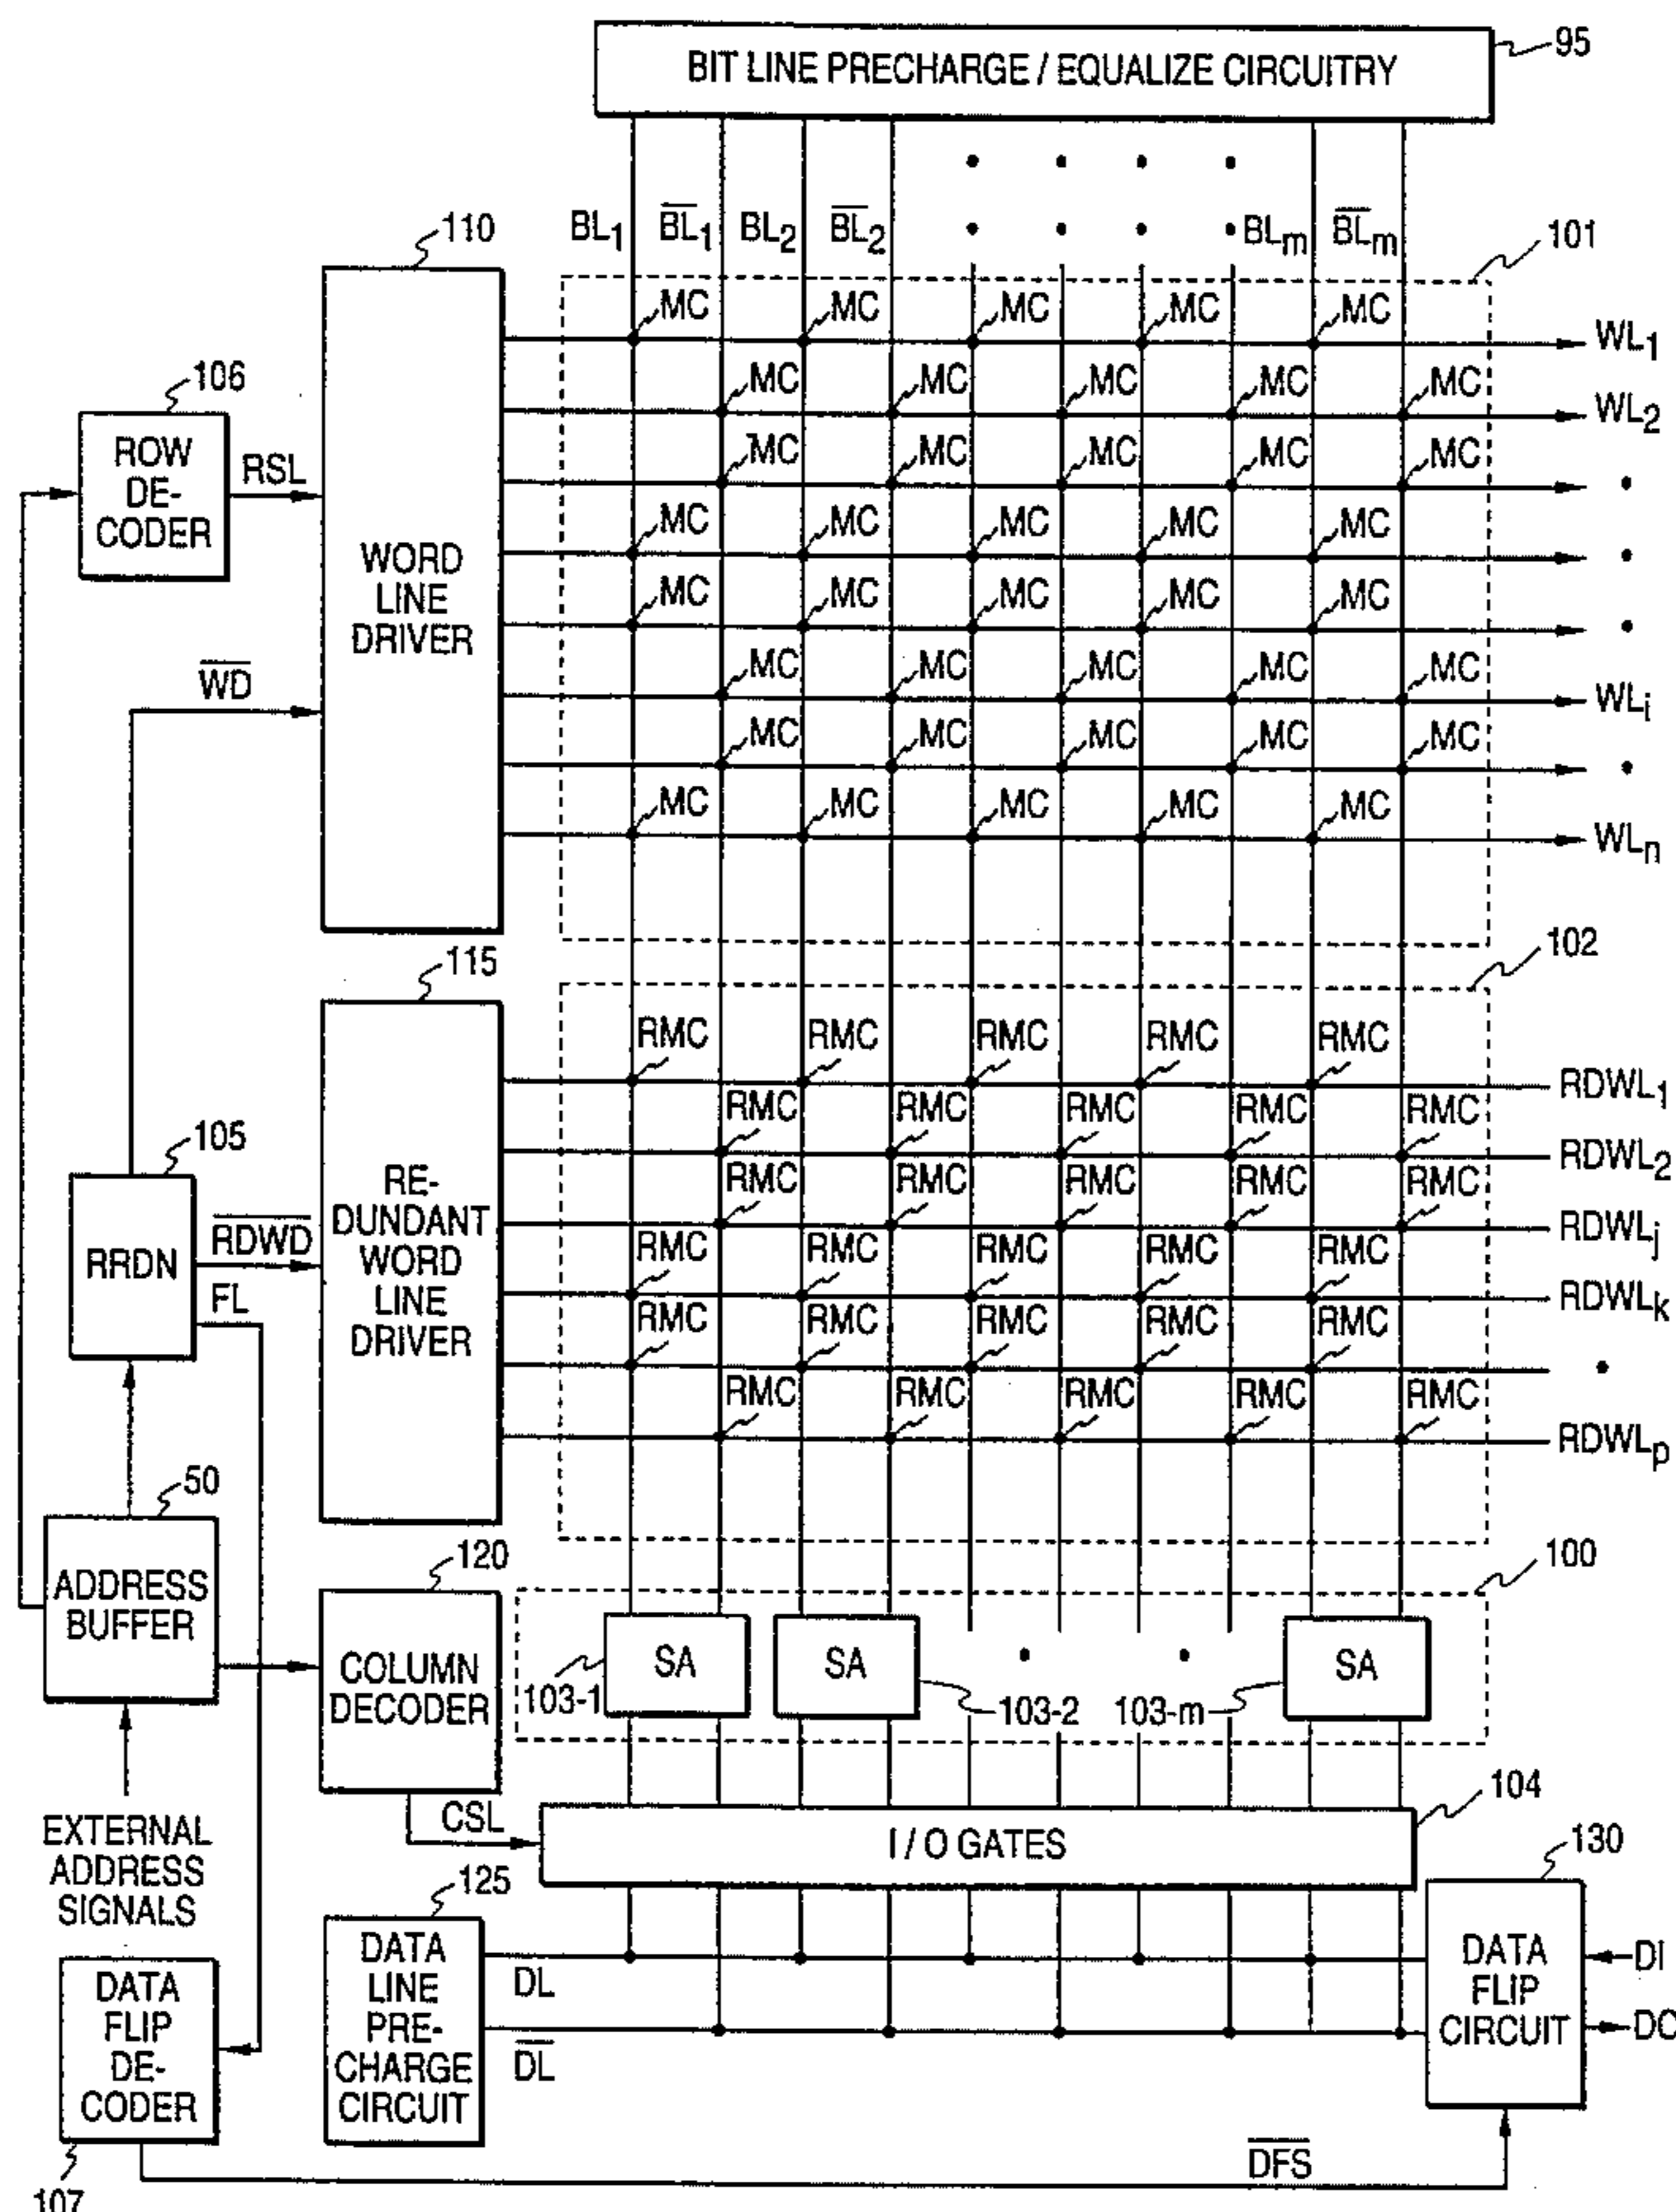 BIT LINE PRECHARGE / EQUALIZE CIRCUITRY
95
BL1 B̅L̅1 BL2 B̅L̅2 BLm B̅L̅m
110
101
MC MC MC MC MC
WL1
106
MC MC MC MC MC
WL2
ROW
DE-
CODER
RSL
MC MC MC MC MC
MC MC MC MC MC
WORD
LINE
DRIVER
MC MC MC MC MC
W̅D̅
MC MC MC MC MC
WLi
MC MC MC MC MC
MC MC MC MC MC
WLn
115
102
RMC RMC RMC RMC RMC
RDWL1
RMC RMC RMC RMC RMC
RDWL2
105
RMC RMC RMC RMC RMC
RDWLj
RRDN
R̅D̅W̅D̅
FL
RE-
DUNDANT
WORD
LINE
DRIVER
RMC RMC RMC RMC RMC
RDWLk
RMC RMC RMC RMC RMC
RMC RMC RMC RMC RMC
RDWLp
50
ADDRESS
BUFFER
120
COLUMN
DECODER
100
SA SA SA
103-1 103-2 103-m
EXTERNAL
ADDRESS
SIGNALS
CSL
I / O GATES
104
125
DATA
LINE
PRE-
CHARGE
CIRCUIT
DL
D̅L̅
130
DATA
FLIP
CIRCUIT
DI
DO
DATA
FLIP
DE-
CODER
107
D̅F̅S̅